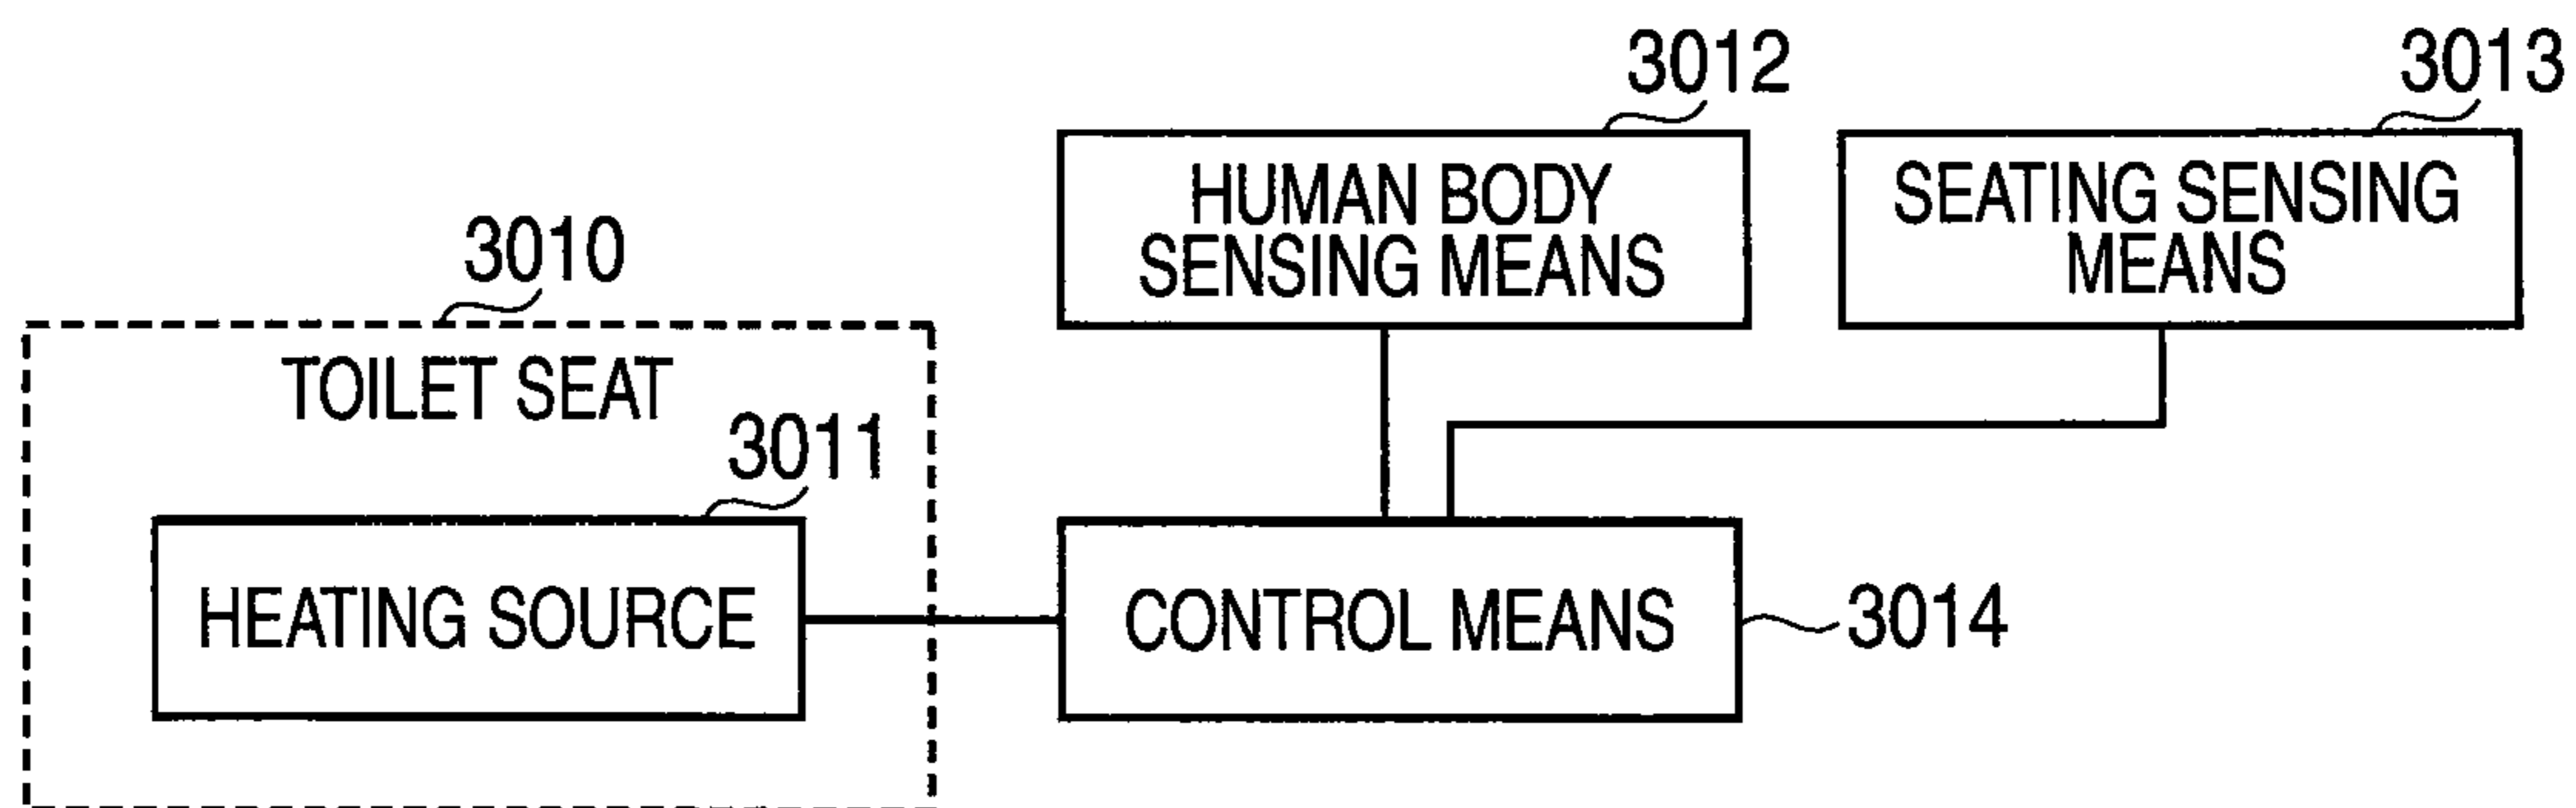 3012
3013
HUMAN BODY
SENSING MEANS
SEATING SENSING
MEANS
3010
TOILET SEAT
3011
HEATING SOURCE
CONTROL MEANS
3014